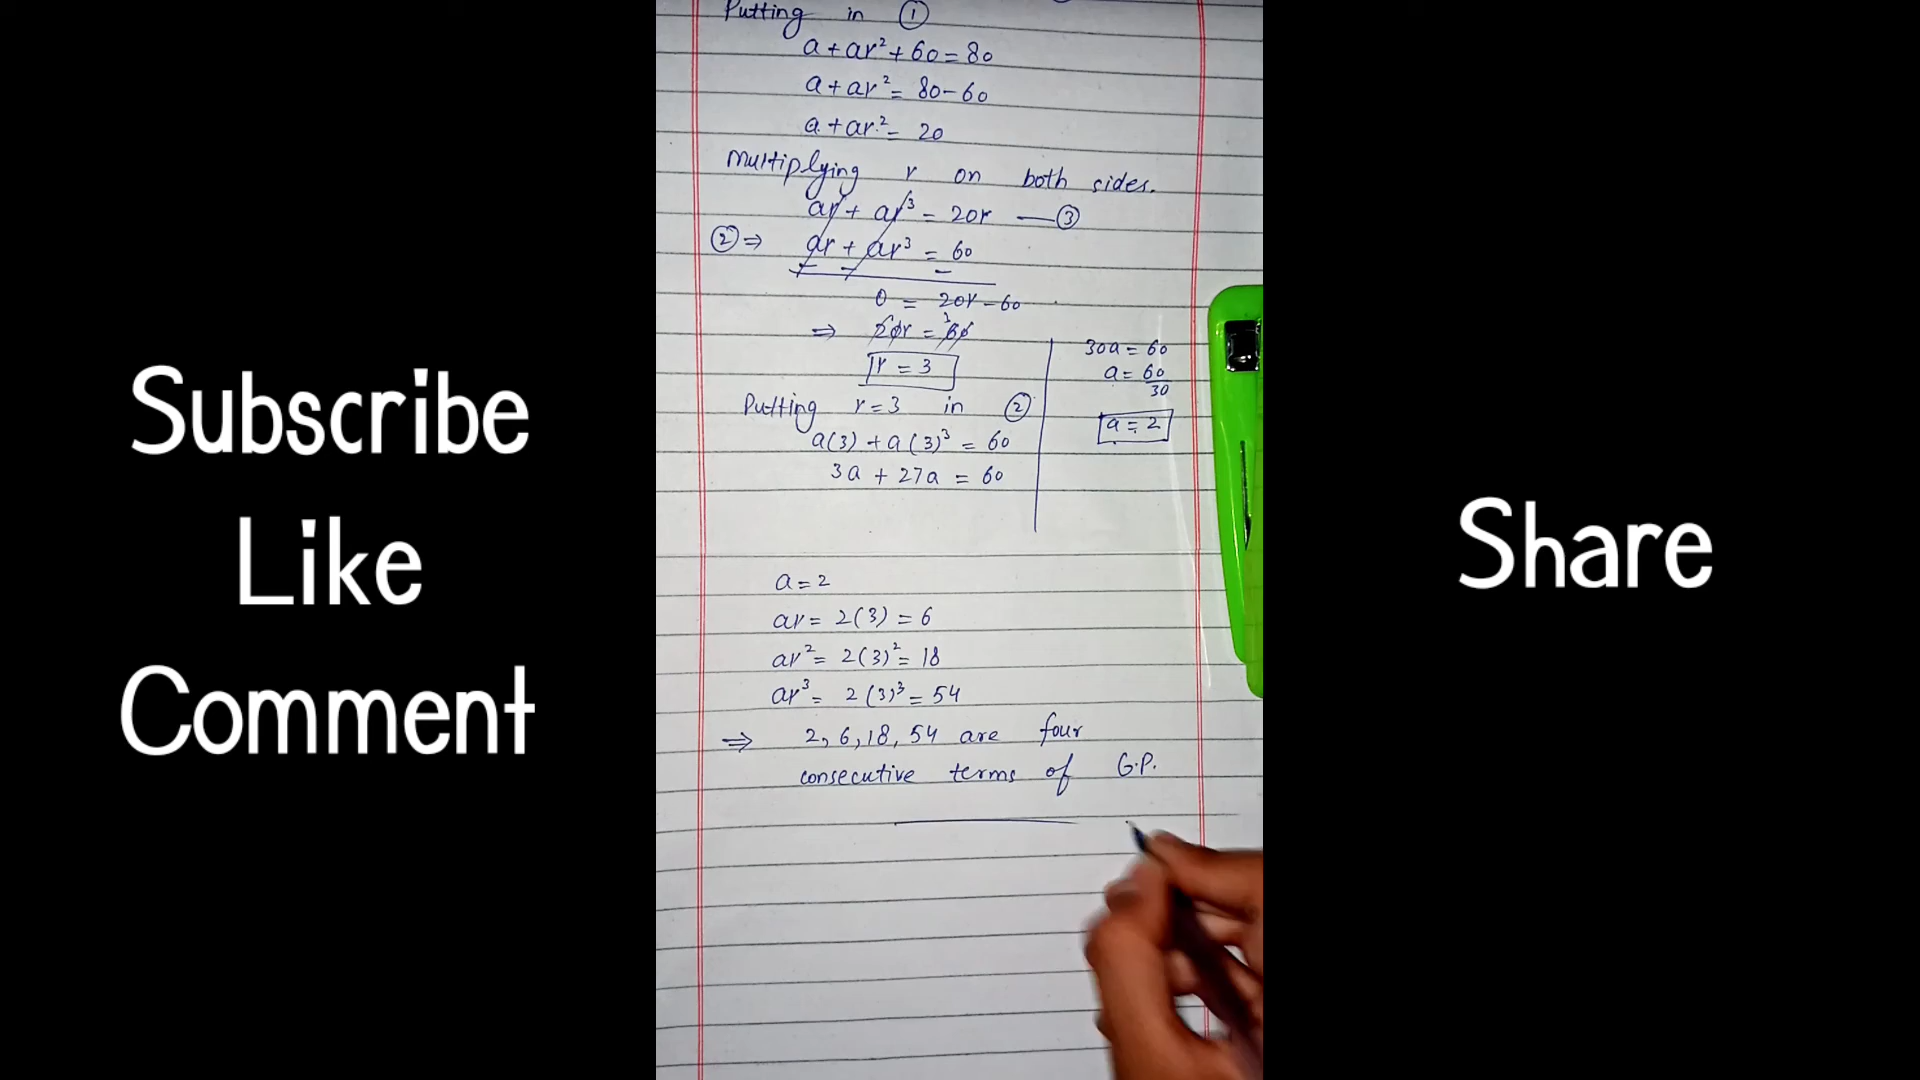 Subscribe
Like
Comment
Putting in ①
a + ar² + 60 = 80
a + ar² = 80 - 60
a + ar² = 20
Multiplying r on both sides.
ar + ar³ = 20r — ③
② ⇒ ar + ar³ = 60
- - -
0 = 20r - 60
⇒ 20r = 60 3
r = 3
Putting r = 3 in ②
a(3) + a(3)³ = 60
3a + 27a = 60
30a = 60
a = 60/30
a = 2
a = 2
ar = 2(3) = 6
ar² = 2(3)² = 18
ar³ = 2(3)³ = 54
⇒ 2, 6, 18, 54 are four
consecutive terms of G.P.
Share